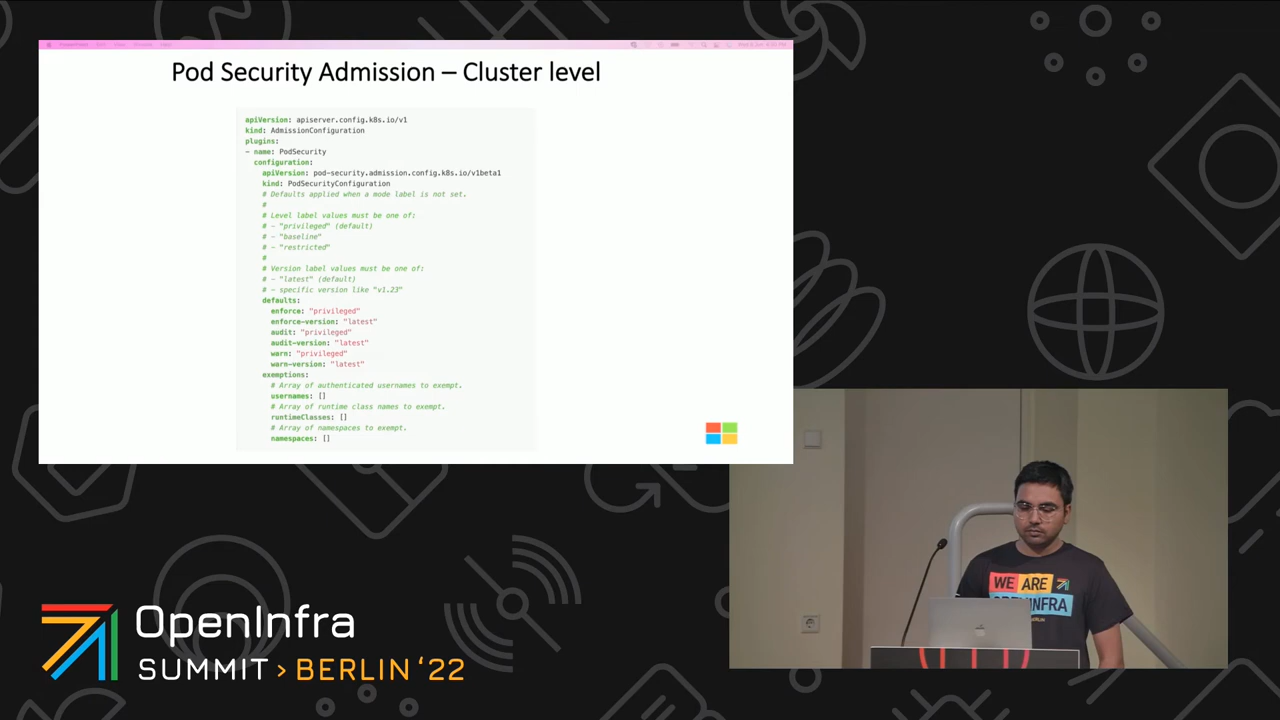 Pod Security Admission – Cluster level
apiVersion: apiserver.config.k8s.io/v1
kind: AdmissionConfiguration
plugins:
- name: PodSecurity
configuration:
apiVersion: pod-security.admission.config.k8s.io/v1beta1
kind: PodSecurityConfiguration
# Defaults applied when a mode label is not set.
#
# Level label values must be one of:
# - "privileged" (default)
# - "baseline"
# - "restricted"
#
# Version label values must be one of:
# - "latest" (default)
# - specific version like "v1.23"
defaults:
enforce: "privileged"
enforce-version: "latest"
audit: "privileged"
audit-version: "latest"
warn: "privileged"
warn-version: "latest"
exemptions:
# Array of authenticated usernames to exempt.
usernames: []
# Array of runtime class names to exempt.
runtimeClasses: []
# Array of namespaces to exempt.
namespaces: []
WE ARE
OPENINFRA
OpenInfra
SUMMIT > BERLIN ‘22